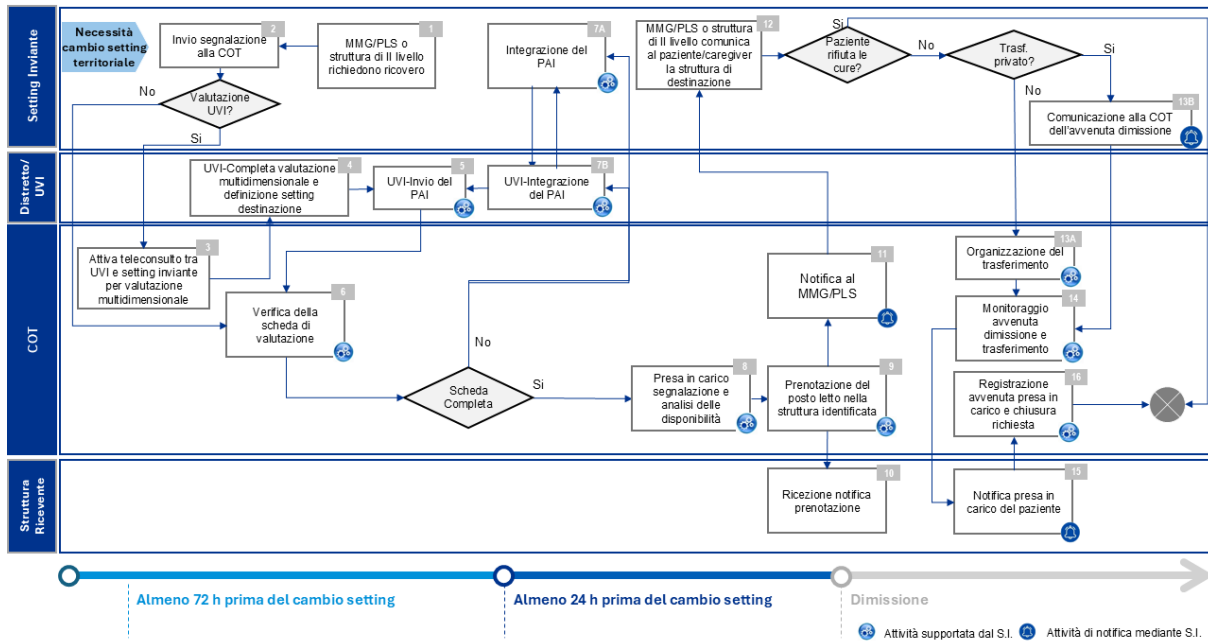 Setting Inviante
Necessità
cambio setting
territoriale
2
Invio segnalazione
alla COT
1
MMG/PLS o
struttura di II livello
richiedono ricovero
7A
Integrazione del
PAI
12
MMG/PLS o struttura
di II livello comunica
al paziente/caregiver
la struttura di
destinazione
Si
Paziente
rifiuta le
cure?
No
Trasf.
privato?
Si
No
13B
Comunicazione alla COT
dell'avvenuta dimissione
No
Valutazione
UVI?
Si
Distretto/
UVI
4
UVI-Completa valutazione
multidimensionale e
definizione setting
destinazione
5
UVI-Invio del
PAI
7B
UVI-Integrazione
del PAI
COT
3
Attiva teleconsulto tra
UVI e setting inviante
per valutazione
multidimensionale
6
Verifica della
scheda di
valutazione
No
Scheda
Completa
Si
8
Presa in carico
segnalazione e
analisi delle
disponibilità
11
Notifica al
MMG/PLS
9
Prenotazione del
posto letto nella
struttura identificata
13A
Organizzazione del
trasferimento
14
Monitoraggio
avvenuta
dimissione e
trasferimento
16
Registrazione
avvenuta presa in
carico e chiusura
richiesta
Struttura
Ricevente
10
Ricezione notifica
prenotazione
15
Notifica presa in
carico del paziente
Almeno 72 h prima del cambio setting
Almeno 24 h prima del cambio setting
Dimissione
Attività supportata dal S.I.
Attività di notifica mediante S.I.